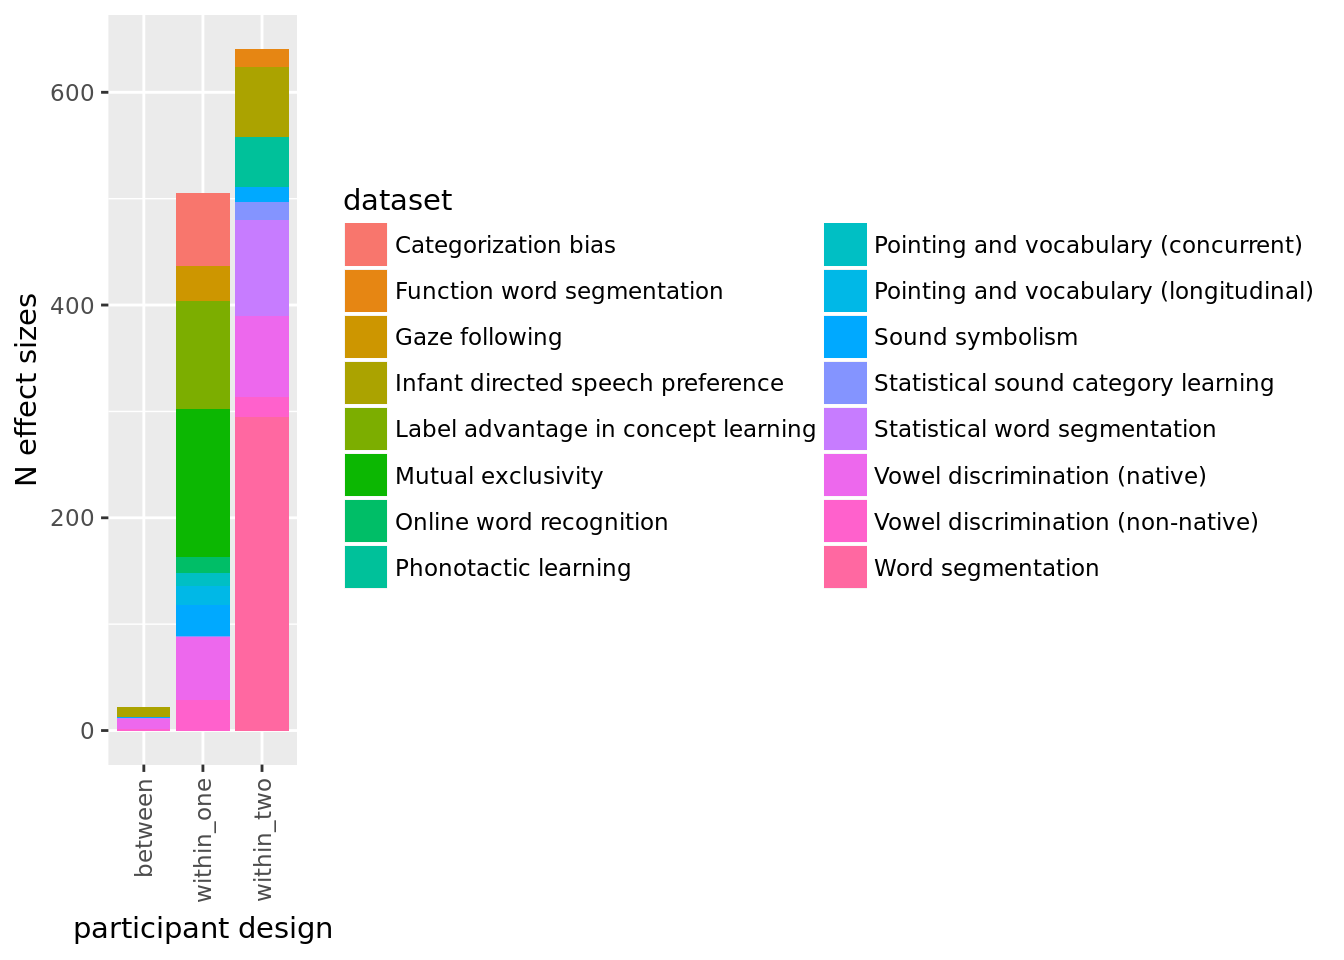 600
400
200
0
N effect sizes
between
within_one
within_two
participant design
dataset
Categorization bias
Function word segmentation
Gaze following
Infant directed speech preference
Label advantage in concept learning
Mutual exclusivity
Online word recognition
Phonotactic learning
Pointing and vocabulary (concurrent)
Pointing and vocabulary (longitudinal)
Sound symbolism
Statistical sound category learning
Statistical word segmentation
Vowel discrimination (native)
Vowel discrimination (non-native)
Word segmentation